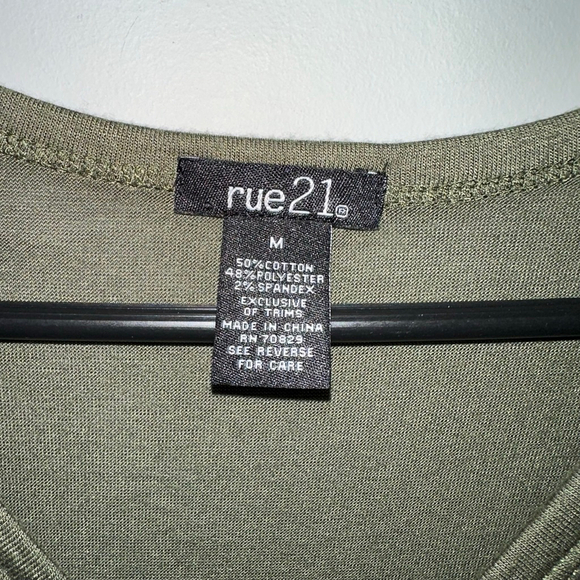 rue21®
M
50%COTTON
48%POLYESTER
2%SPANDEX
EXCLUSIVE
OF TRIMS
MADE IN CHINA
RN 70829
SEE REVERSE
FOR CARE